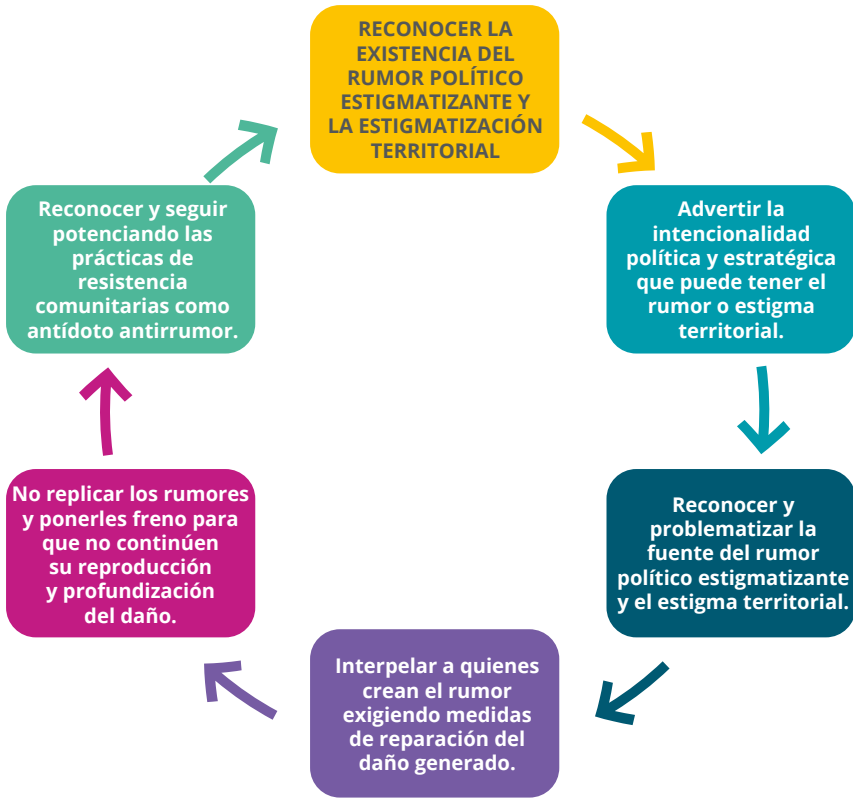 RECONOCER LA
EXISTENCIA DEL
RUMOR POLÍTICO
ESTIGMATIZANTE Y
LA ESTIGMATIZACIÓN
TERRITORIAL
Advertir la
intencionalidad
política y estratégica
que puede tener el
rumor o estigma
territorial.
Reconocer y
problematizar la
fuente del rumor
político estigmatizante
y el estigma territorial.
Interpelar a quienes
crean el rumor
exigiendo medidas
de reparación del
daño generado.
No replicar los rumores
y ponerles freno para
que no continúen
su reproducción
y profundización
del daño.
Reconocer y seguir
potenciando las
prácticas de
resistencia
comunitarias como
antídoto antirrumor.